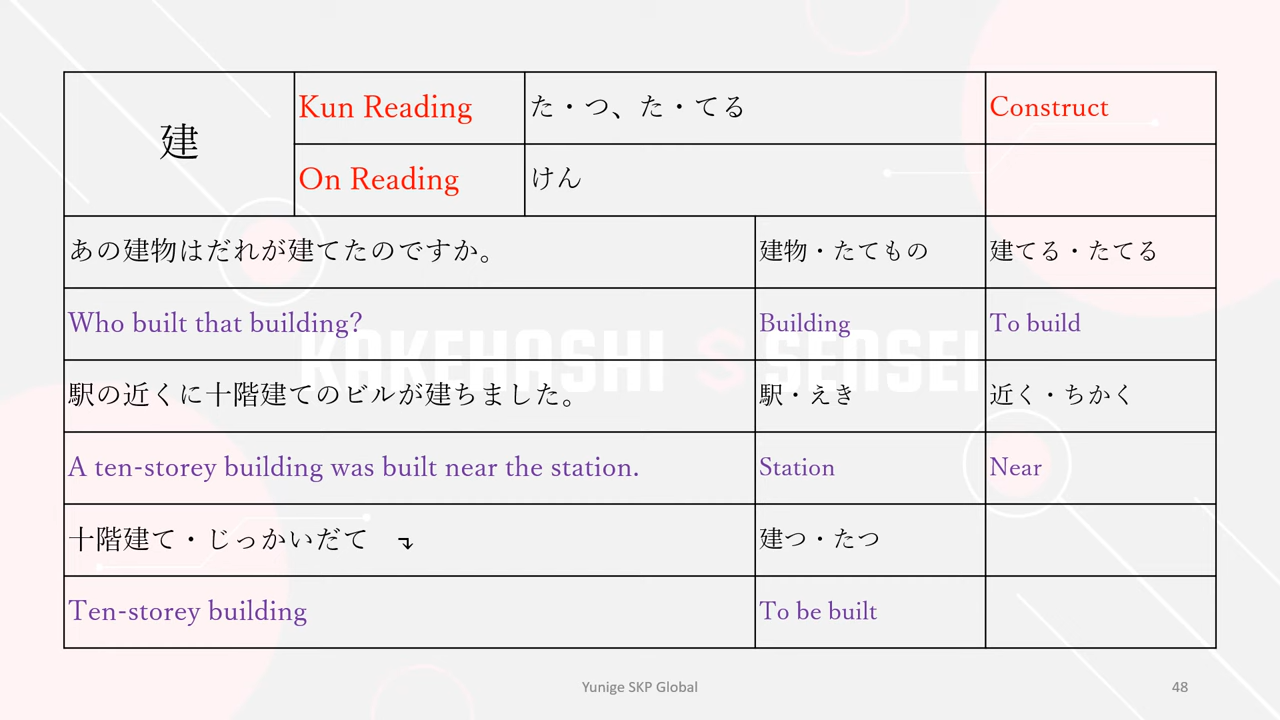 建
Kun Reading
た・つ、た・てる
Construct
On Reading
けん
あの建物はだれが建てたのですか。
建物・たてもの
建てる・たてる
Who built that building?
Building
To build
KAKEHASHI SENSEI
駅の近くに十階建てのビルが建ちました。
駅・えき
近く・ちかく
A ten-storey building was built near the station.
Station
Near
十階建て・じっかいだて ↴
建つ・たつ
Ten-storey building
To be built
Yunige SKP Global
48